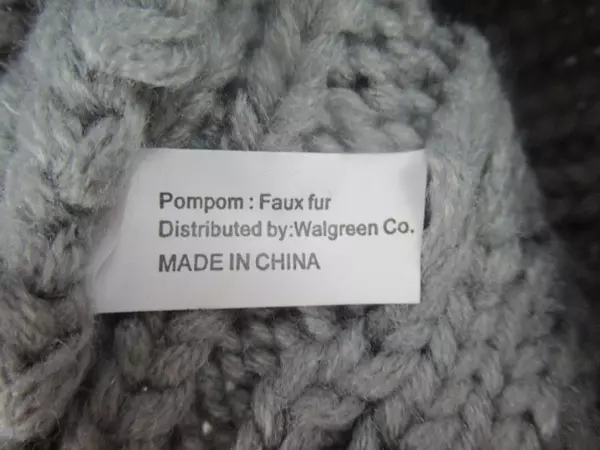 Pompom : Faux fur
Distributed by:Walgreen Co.
MADE IN CHINA